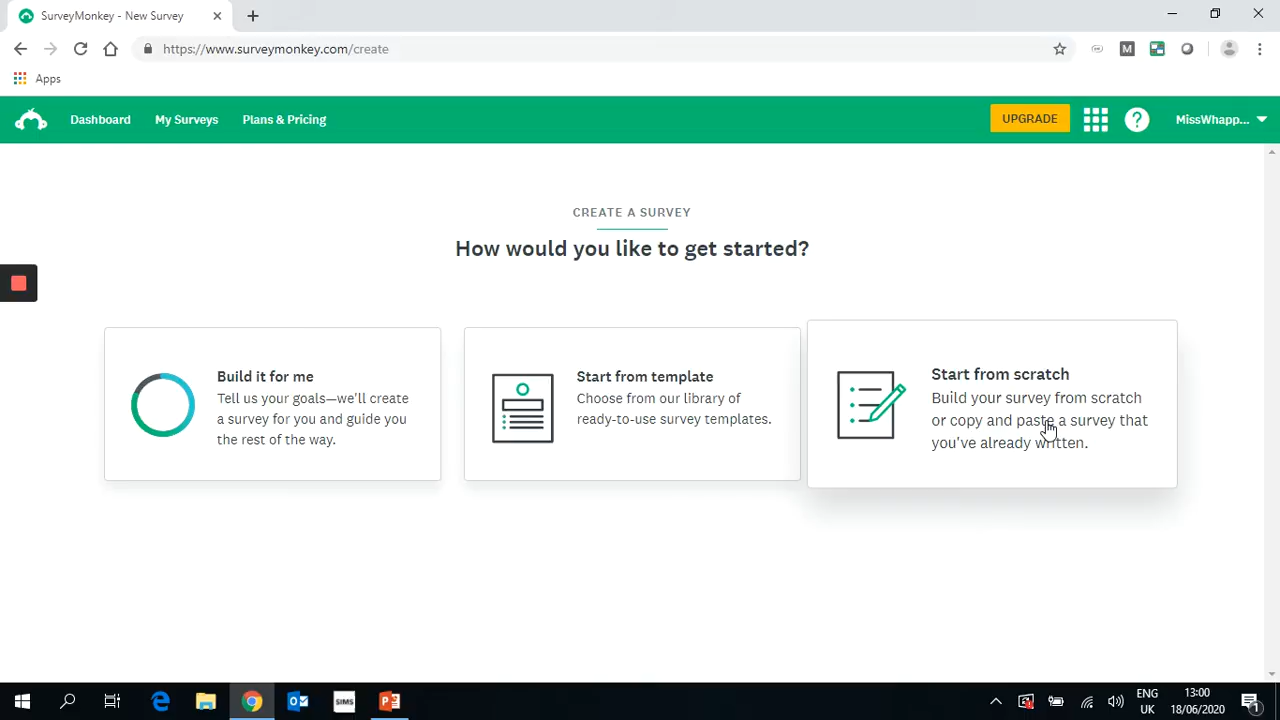 SurveyMonkey - New Survey
https://www.surveymonkey.com/create
M
Apps
Dashboard
My Surveys
Plans & Pricing
UPGRADE
?
MissWhapp...
CREATE A SURVEY
How would you like to get started?
Build it for me
Tell us your goals—we'll create
a survey for you and guide you
the rest of the way.
Start from template
Choose from our library of
ready-to-use survey templates.
Start from scratch
Build your survey from scratch
or copy and paste a survey that
you've already written.
SIMS
ENG
UK
13:00
18/06/2020
1